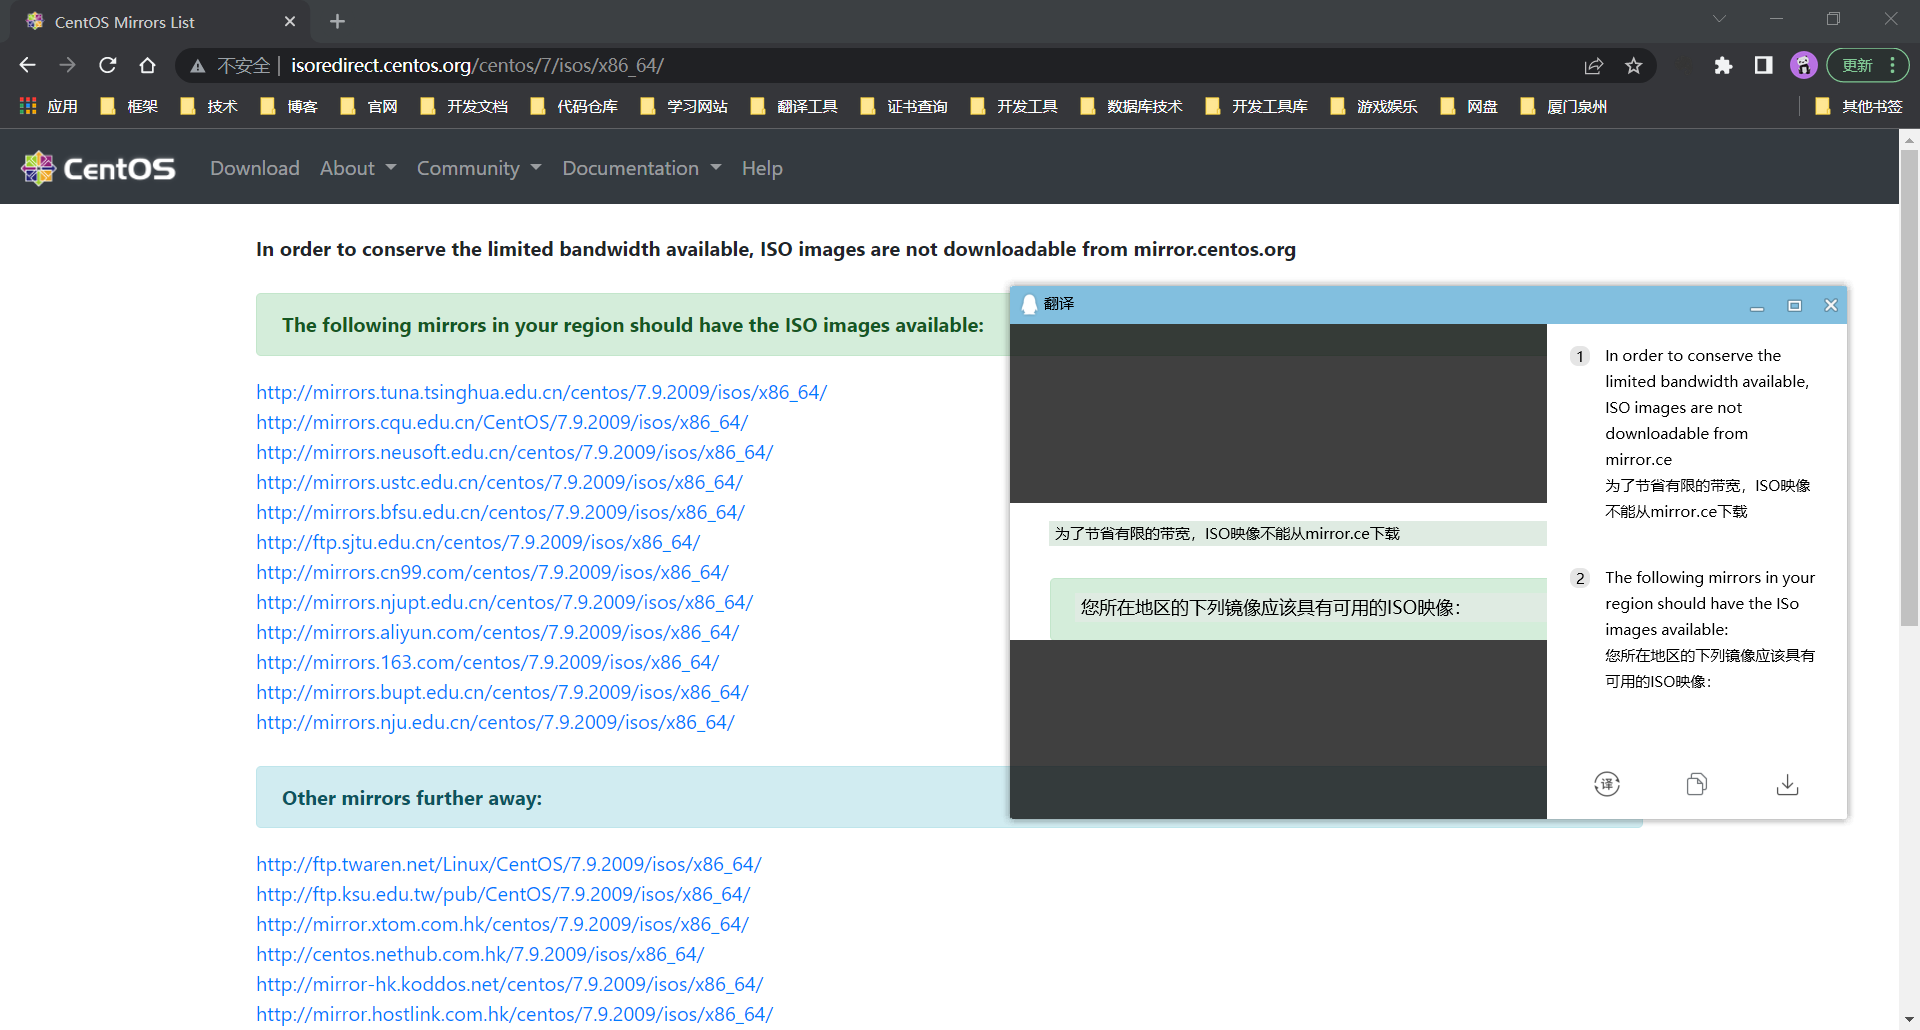 CentOS Mirrors List
不安全 isoredirect.centos.org/centos/7/isos/x86_64/
更新
应用 框架 技术 博客 官网 开发文档 代码仓库 学习网站 翻译工具 证书查询 开发工具 数据库技术 开发工具库 游戏娱乐 网盘 厦门泉州 其他书签
CentOS Download About Community Documentation Help
In order to conserve the limited bandwidth available, ISO images are not downloadable from mirror.centos.org
The following mirrors in your region should have the ISO images available:
http://mirrors.tuna.tsinghua.edu.cn/centos/7.9.2009/isos/x86_64/
http://mirrors.cqu.edu.cn/CentOS/7.9.2009/isos/x86_64/
http://mirrors.neusoft.edu.cn/centos/7.9.2009/isos/x86_64/
http://mirrors.ustc.edu.cn/centos/7.9.2009/isos/x86_64/
http://mirrors.bfsu.edu.cn/centos/7.9.2009/isos/x86_64/
http://ftp.sjtu.edu.cn/centos/7.9.2009/isos/x86_64/
http://mirrors.cn99.com/centos/7.9.2009/isos/x86_64/
http://mirrors.njupt.edu.cn/centos/7.9.2009/isos/x86_64/
http://mirrors.aliyun.com/centos/7.9.2009/isos/x86_64/
http://mirrors.163.com/centos/7.9.2009/isos/x86_64/
http://mirrors.bupt.edu.cn/centos/7.9.2009/isos/x86_64/
http://mirrors.nju.edu.cn/centos/7.9.2009/isos/x86_64/
Other mirrors further away:
http://ftp.twaren.net/Linux/CentOS/7.9.2009/isos/x86_64/
http://ftp.ksu.edu.tw/pub/CentOS/7.9.2009/isos/x86_64/
http://mirror.xtom.com.hk/centos/7.9.2009/isos/x86_64/
http://centos.nethub.com.hk/7.9.2009/isos/x86_64/
http://mirror-hk.koddos.net/centos/7.9.2009/isos/x86_64/
http://mirror.hostlink.com.hk/centos/7.9.2009/isos/x86_64/
翻译
为了节省有限的带宽，ISO映像不能从mirror.ce下载
您所在地区的下列镜像应该具有可用的ISO映像：
1 In order to conserve the
limited bandwidth available,
ISO images are not
downloadable from
mirror.ce
为了节省有限的带宽，ISO映像
不能从mirror.ce下载
2 The following mirrors in your
region should have the ISo
images available:
您所在地区的下列镜像应该具有
可用的ISO映像：
译